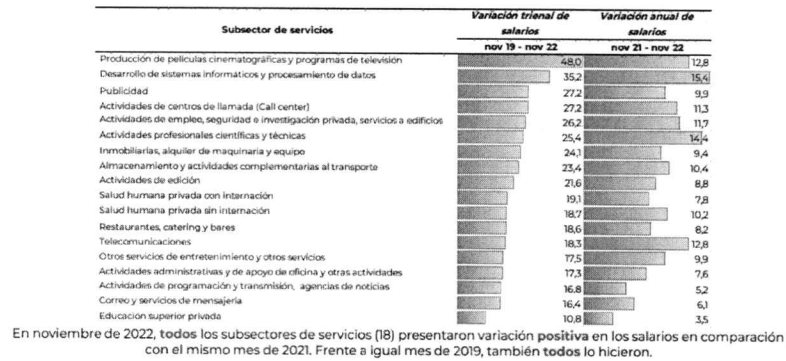 Subsector de servicios Variación trienal de salarios nov 19 - nov 22 Variación anual de salarios nov 21 - nov 22
Producción de películas cinematográficas y programas de televisión 48,0 12,8
Desarrollo de sistemas informáticos y procesamiento de datos 35,2 15,4
Publicidad 27,2 9,9
Actividades de centros de llamada (Call center) 27,2 11,3
Actividades de empleo, seguridad e investigación privada, servicios a edificios 26,2 11,7
Actividades profesionales científicas y técnicas 25,4 14,4
Inmobiliarias, alquiler de maquinaria y equipo 24,1 9,4
Almacenamiento y actividades complementarias al transporte 23,4 10,4
Actividades de edición 21,6 8,8
Salud humana privada con internación 19,1 7,8
Salud humana privada sin internación 18,7 10,2
Restaurantes, catering y bares 18,6 8,2
Telecomunicaciones 18,3 12,8
Otros servicios de entretenimiento y otros servicios 17,5 9,9
Actividades administrativas y de apoyo de oficina y otras actividades 17,3 7,6
Actividades de programación y transmisión, agencias de noticias 16,8 5,2
Correo y servicios de mensajería 16,4 6,1
Educación superior privada 10,8 3,5
En noviembre de 2022, todos los subsectores de servicios (18) presentaron variación positiva en los salarios en comparación
con el mismo mes de 2021. Frente a igual mes de 2019, también todos lo hicieron.